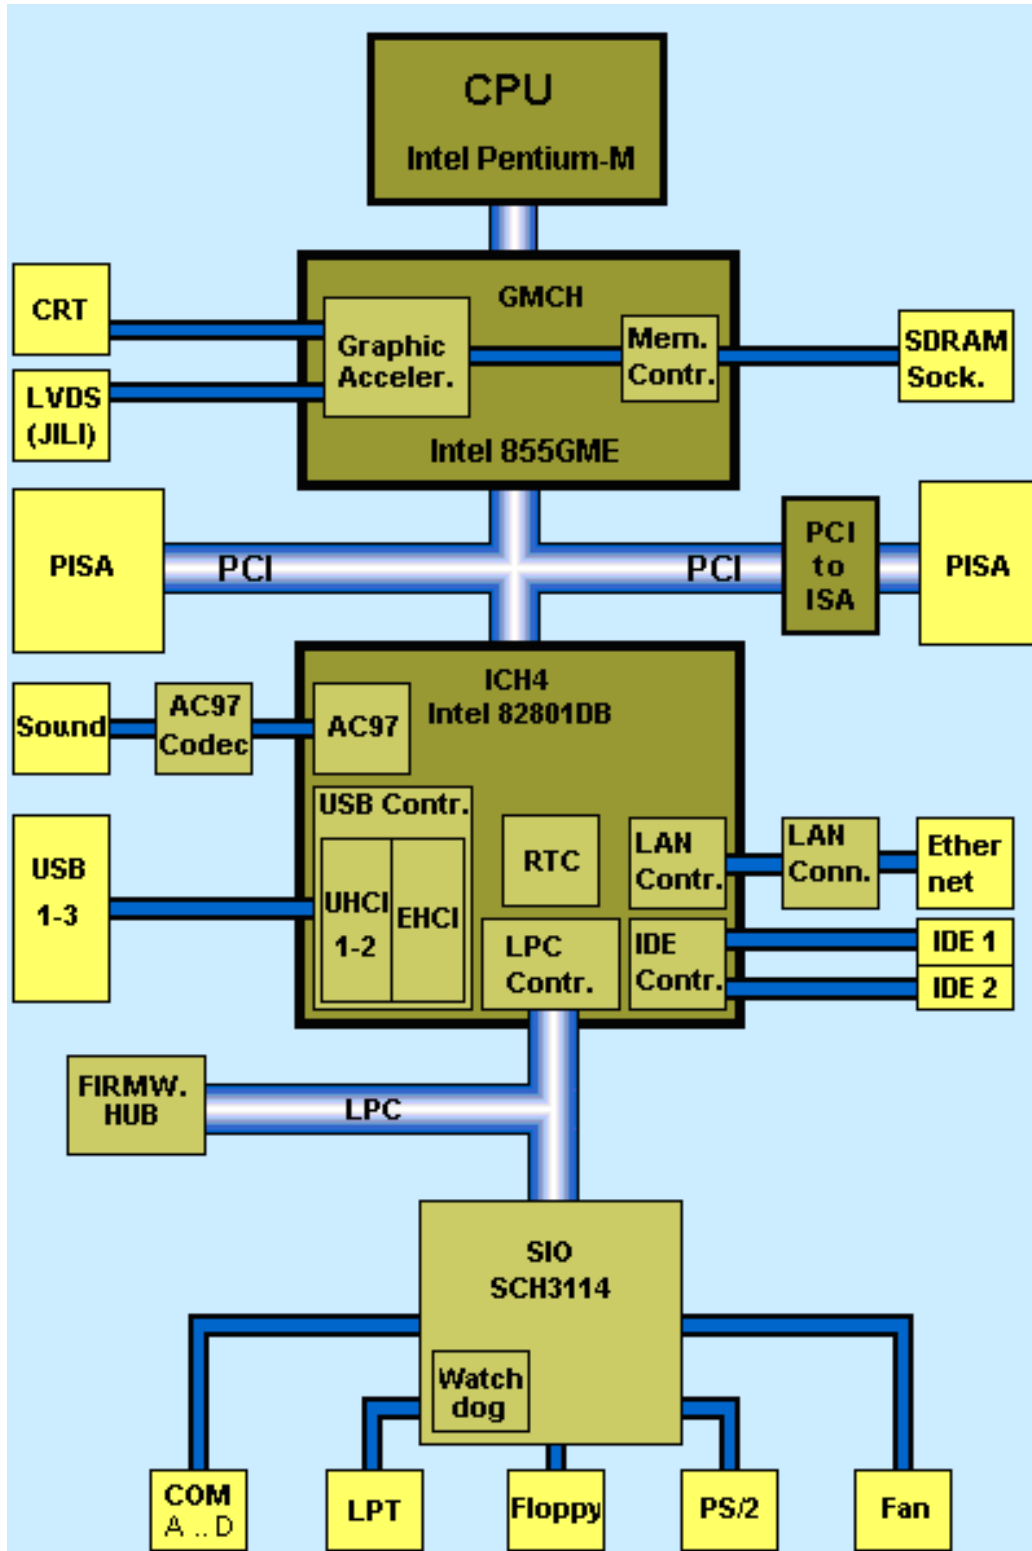 CPU
Intel Pentium-M
GMCH
CRT
Graphic
Acceler.
Mem.
Contr.
SDRAM
Sock.
LVDS
(JILI)
Intel 855GME
PISA
PCI
PCI
PCI
to
ISA
PISA
ICH4
Intel 82801DB
Sound
AC97
Codec
AC97
USB Contr.
USB
1-3
UHCI
1-2
EHCI
RTC
LAN
Contr.
LAN
Conn.
Ether
net
LPC
Contr.
IDE
Contr.
IDE 1
IDE 2
FIRMW.
HUB
LPC
SIO
SCH3114
Watch
dog
COM
A .. D
LPT
Floppy
PS/2
Fan